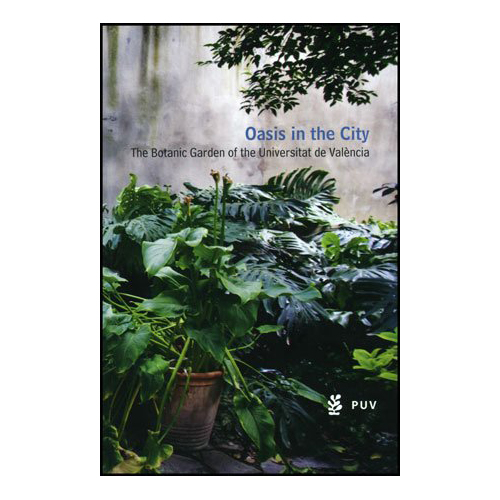 Oasis in the City
The Botanic Garden of the Universitat de València
PUV